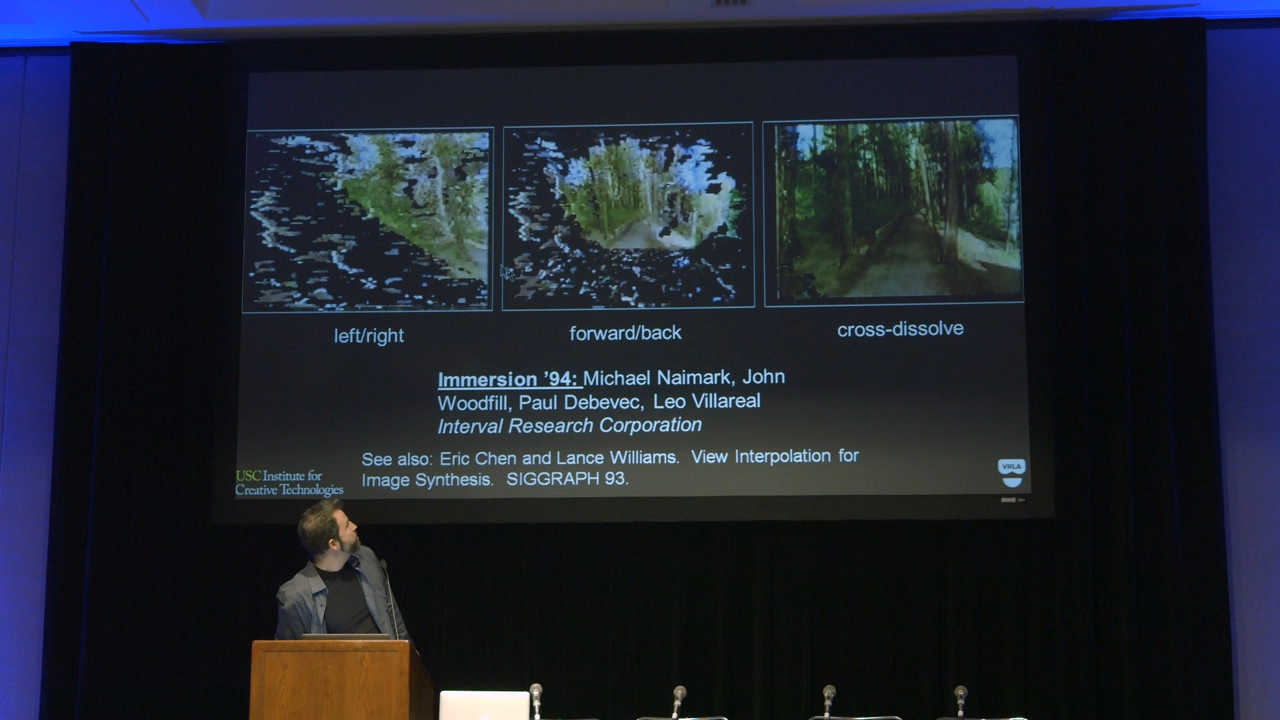 left/right
forward/back
cross-dissolve
Immersion ’94: Michael Naimark, John
Woodfill, Paul Debevec, Leo Villareal
Interval Research Corporation
See also: Eric Chen and Lance Williams. View Interpolation for
Image Synthesis. SIGGRAPH 93.
USC Institute for
Creative Technologies
VRLA